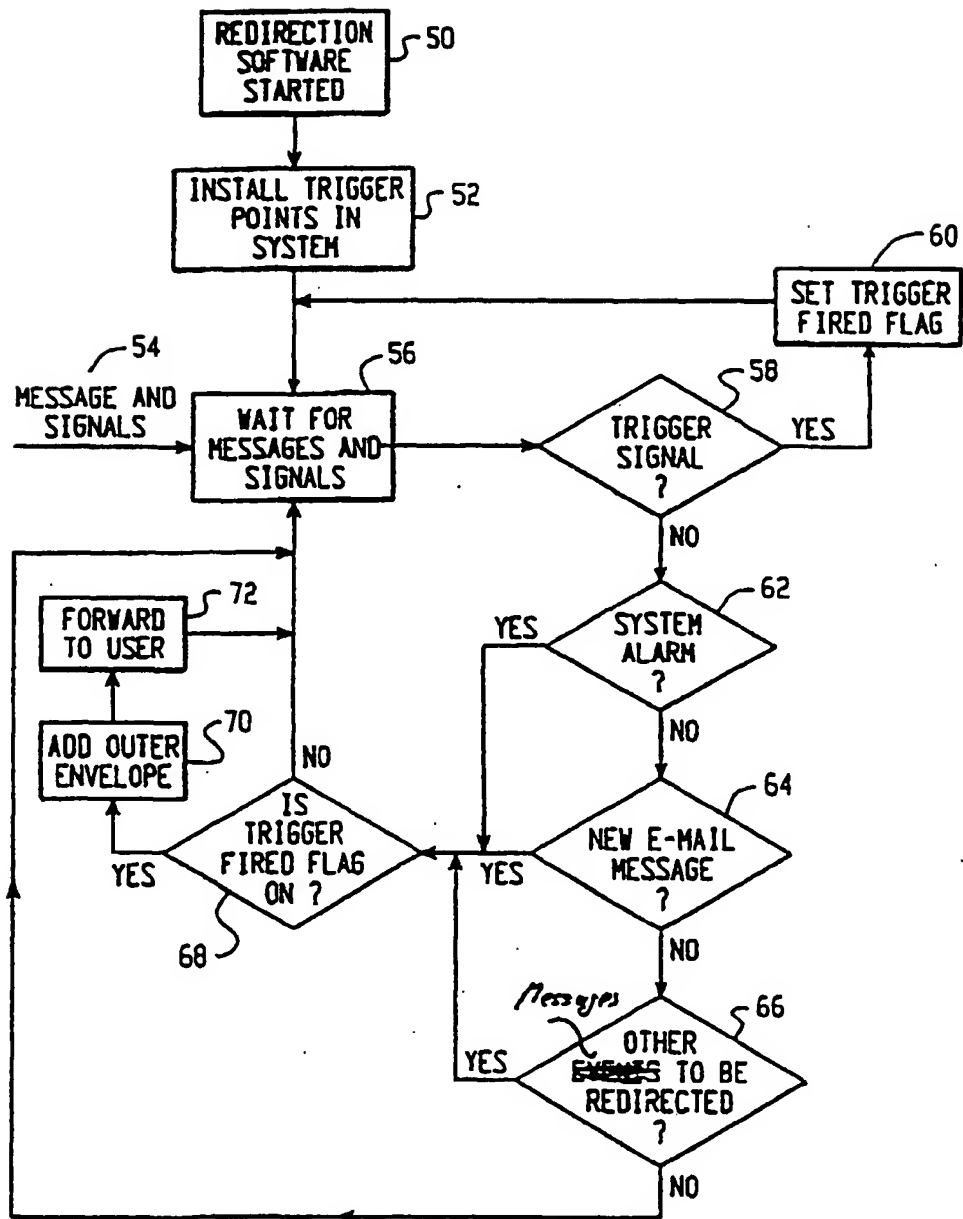 REDIRECTION
SOFTWARE
STARTED
50
INSTALL TRIGGER
POINTS IN
SYSTEM
52
60
SET TRIGGER
FIRED FLAG
54
MESSAGE AND
SIGNALS
56
WAIT FOR
MESSAGES AND
SIGNALS
58
TRIGGER
SIGNAL
?
YES
NO
62
SYSTEM
ALARM
?
YES
NO
72
FORWARD
TO USER
70
ADD OUTER
ENVELOPE
64
NEW E-MAIL
MESSAGE
?
YES
NO
NO
IS
TRIGGER
FIRED FLAG
ON ?
YES
68
66
Messages
OTHER
EVENTS TO BE
REDIRECTED
?
YES
NO